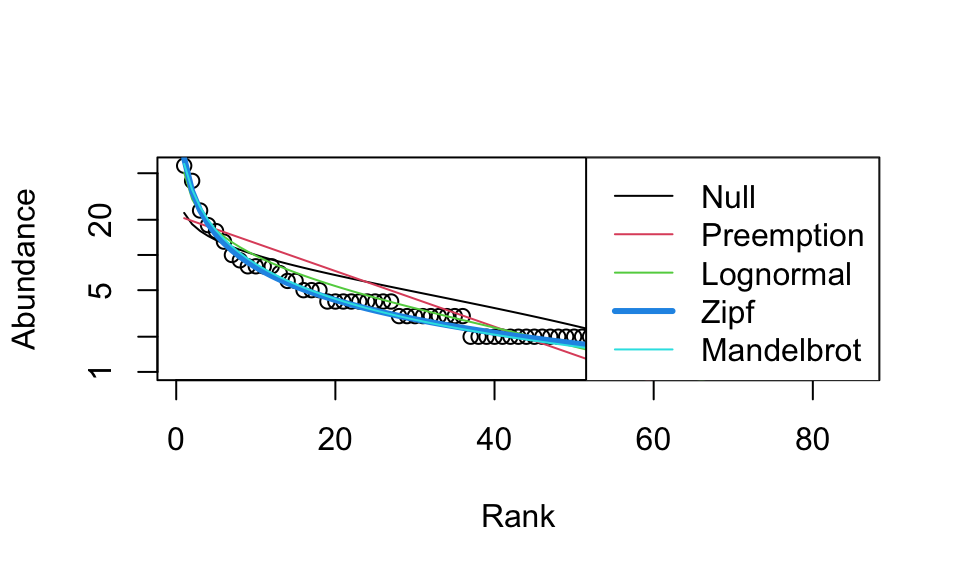 Abundance
20
5
1
Null
Preemption
Lognormal
Zipf
Mandelbrot
0 20 40 60 80
Rank